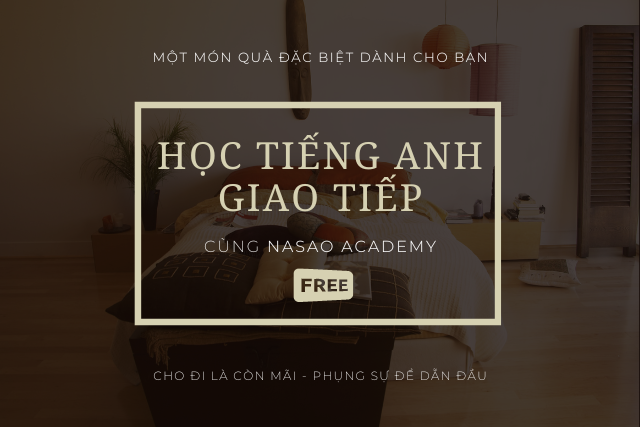 MỘT MÓN QUÀ ĐẶC BIỆT DÀNH CHO BẠN
HỌC TIẾNG ANH
GIAO TIẾP
CÙNG NASAO ACADEMY
FREE
CHO ĐI LÀ CÒN MÃI - PHỤNG SỰ ĐỂ DẪN ĐẦU